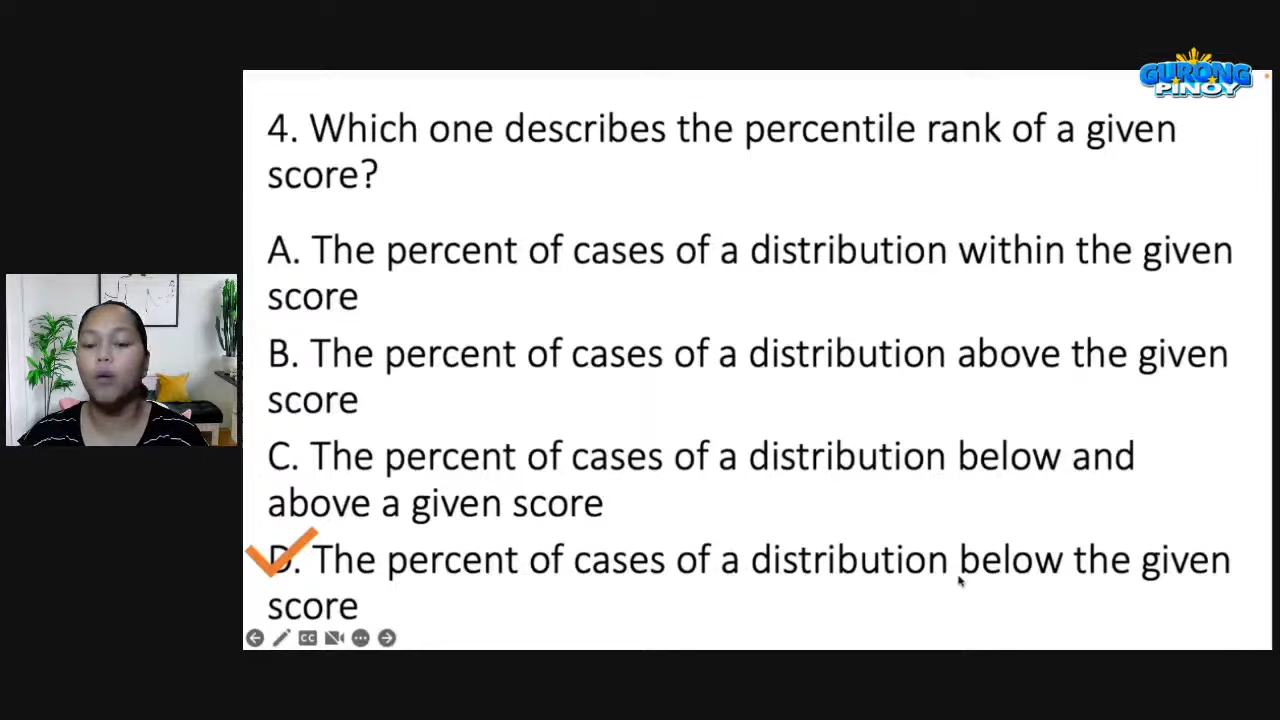 GURONG
PINOY
4. Which one describes the percentile rank of a given
score?
A. The percent of cases of a distribution within the given
score
B. The percent of cases of a distribution above the given
score
C. The percent of cases of a distribution below and
above a given score
D. The percent of cases of a distribution below the given
score
CC